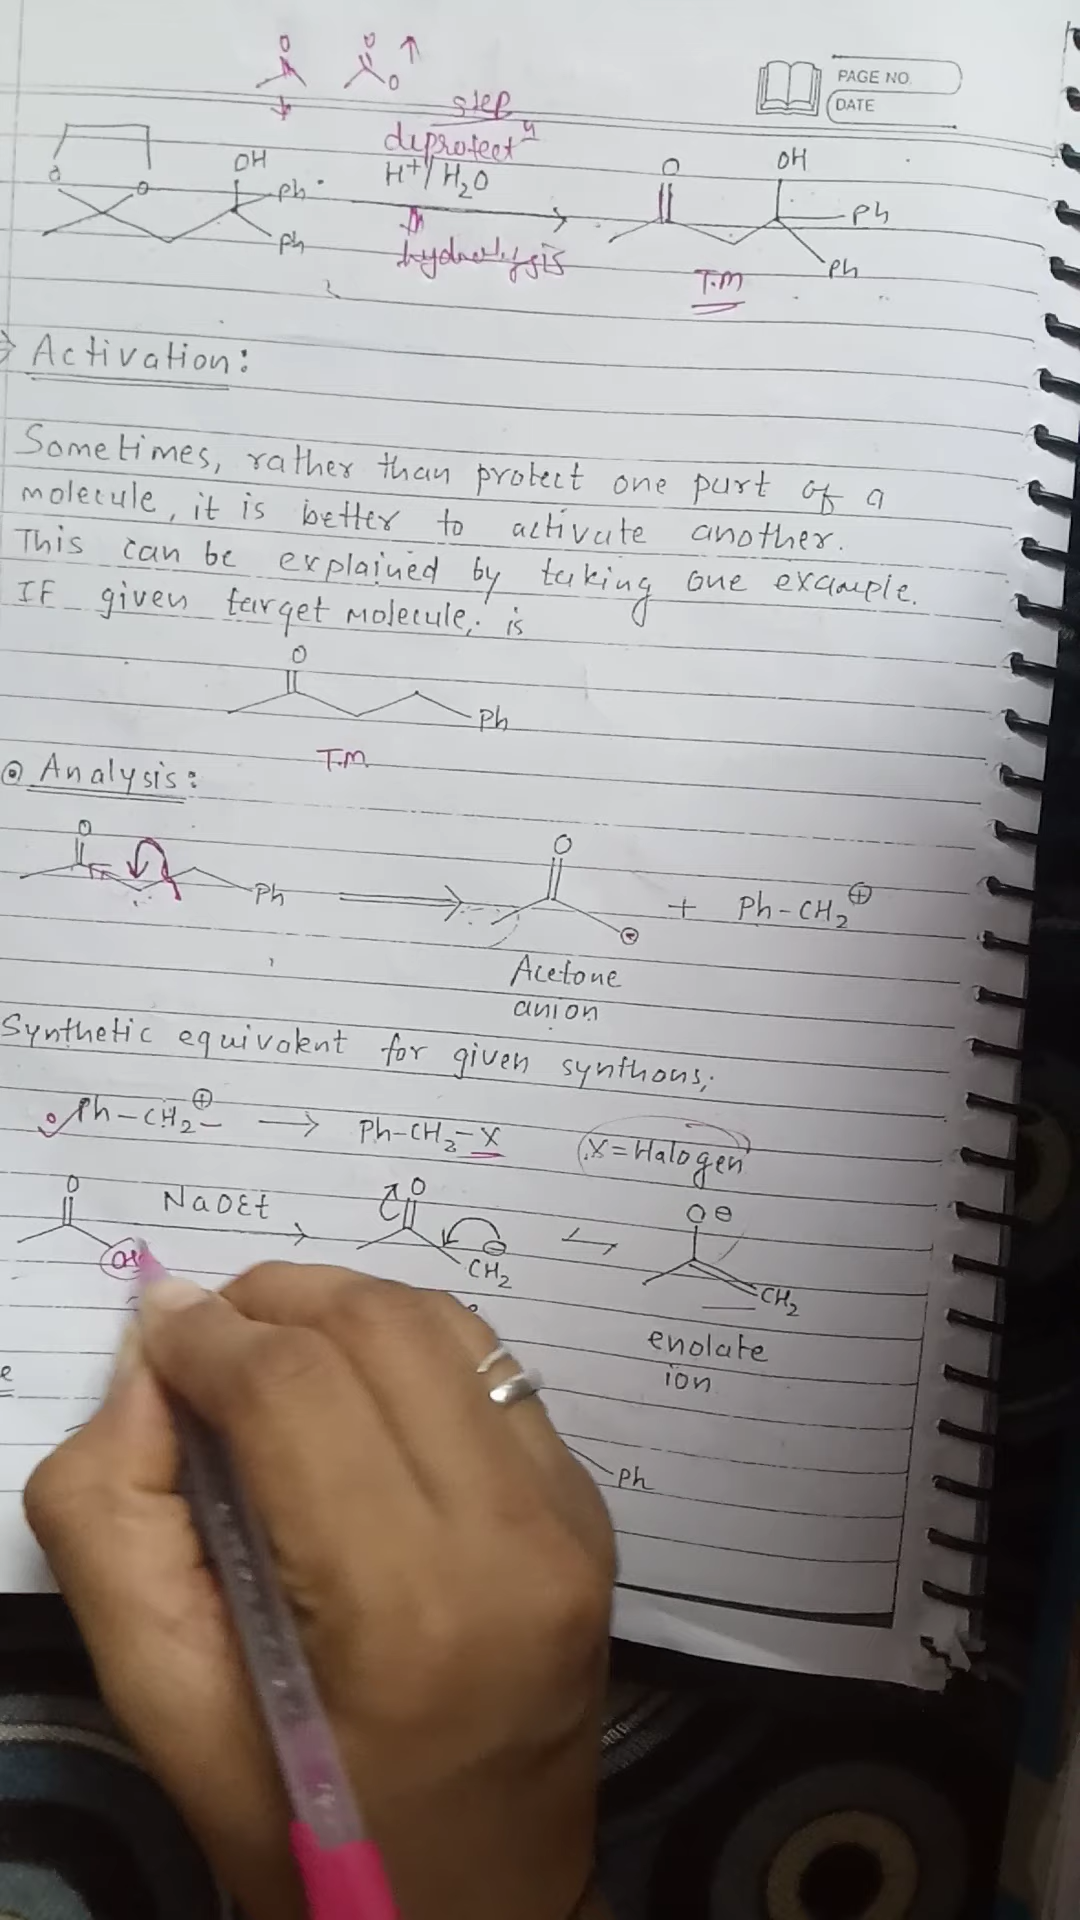 O O ↑
O
PAGE NO.
DATE
step
deprotectn
H+/H2O
hydrolysis
O O OH Ph Ph
O OH Ph Ph
T.M
⇒ Activation:
Sometimes, rather than protect one part of a
molecule, it is better to activate another.
This can be explained by taking one example.
IF given target molecule, is
O
Ph
T.M.
Analysis:
O Ph ⟹ O ⊖ + Ph-CH2⊕
Acetone
anion
Synthetic equivalent for given synthons;
Ph-CH2⊕ → Ph-CH2-X (X=Halogen)
O NaOEt → O ⊖ CH2 ⇌ O⊖ CH2
enolate
ion
e
Ph